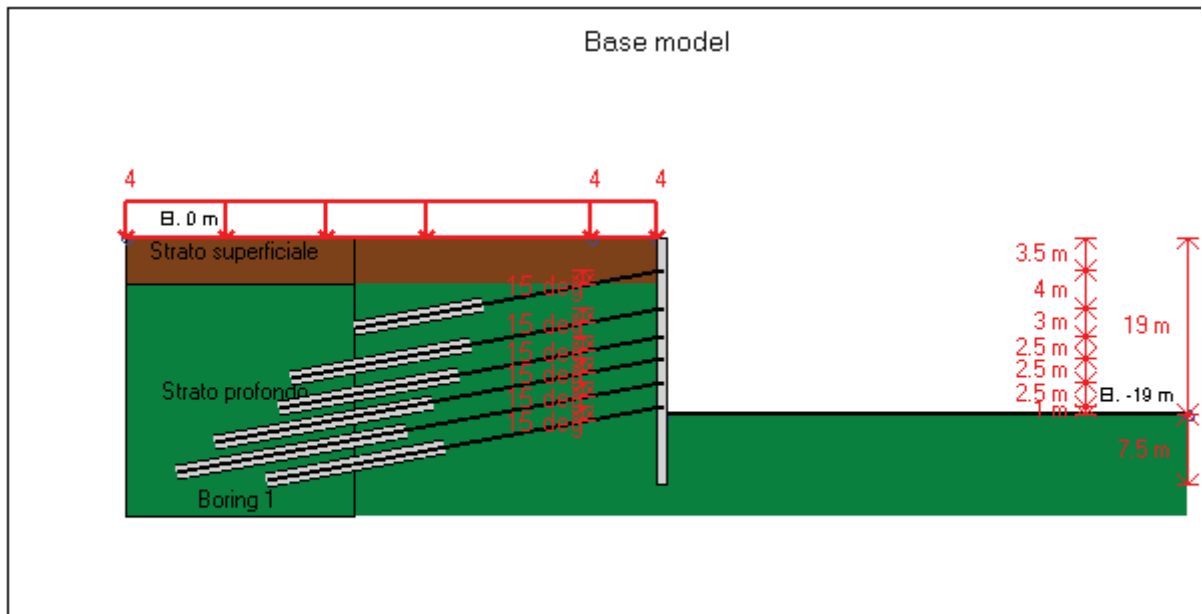 Base model
4
4
4
El. 0 m
Strato superficiale
15 deg
15 deg
15 deg
15 deg
15 deg
15 deg
Strato profondo
Boring 1
3.5 m
4 m
3 m
2.5 m
2.5 m
2.5 m
1 m
19 m
El. -19 m
7.5 m